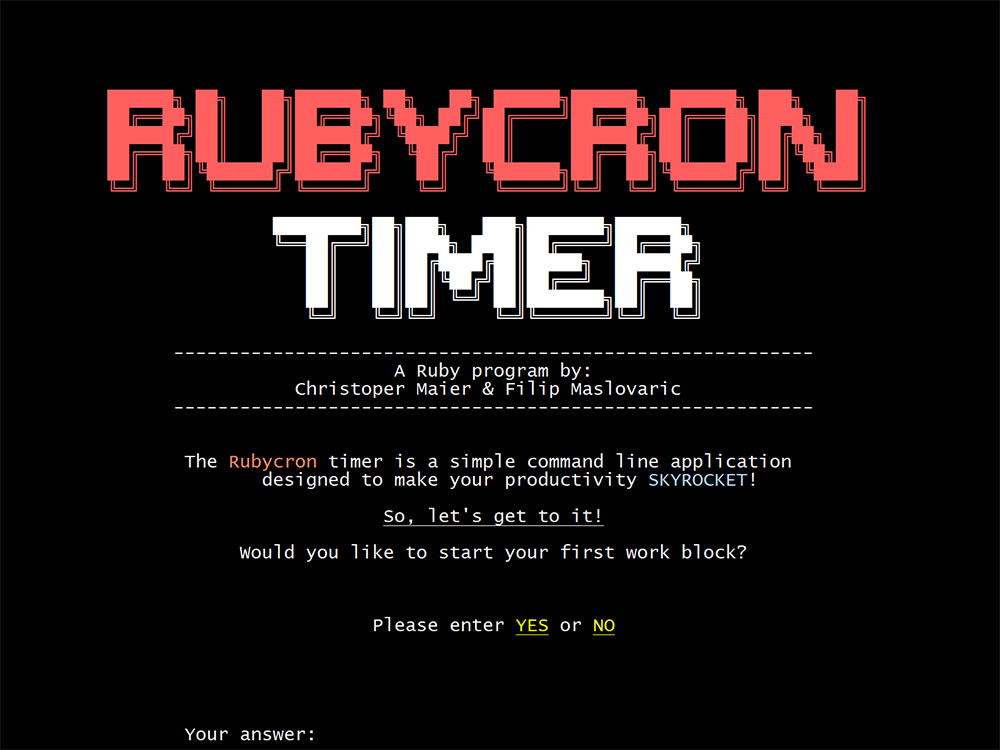 RUBYCRON
TIMER
----------------------------------------------------------
A Ruby program by:
Christoper Maier & Filip Maslovaric
----------------------------------------------------------
The Rubycron timer is a simple command line application
designed to make your productivity SKYROCKET!
So, let's get to it!
Would you like to start your first work block?
Please enter YES or NO
Your answer: